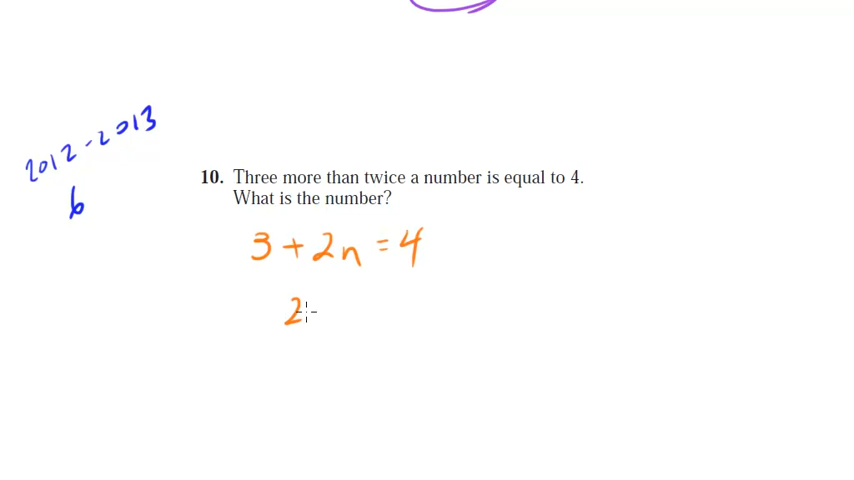 2012-2013
6
10. Three more than twice a number is equal to 4.
What is the number?
3 + 2n = 4
2